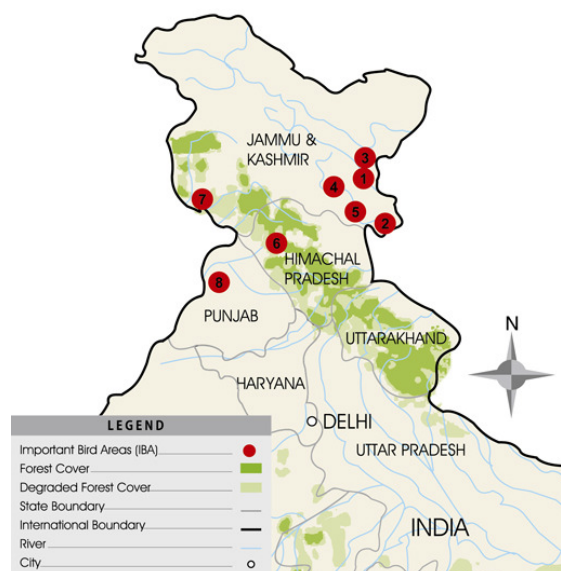 JAMMU &
KASHMIR
3
1
4
7
5
2
6
HIMACHAL
PRADESH
8
PUNJAB
UTTARAKHAND
N
HARYANA
DELHI
UTTAR PRADESH
INDIA
LEGEND
Important Bird Areas (IBA)
Forest Cover
Degraded Forest Cover
State Boundary
International Boundary
River
City